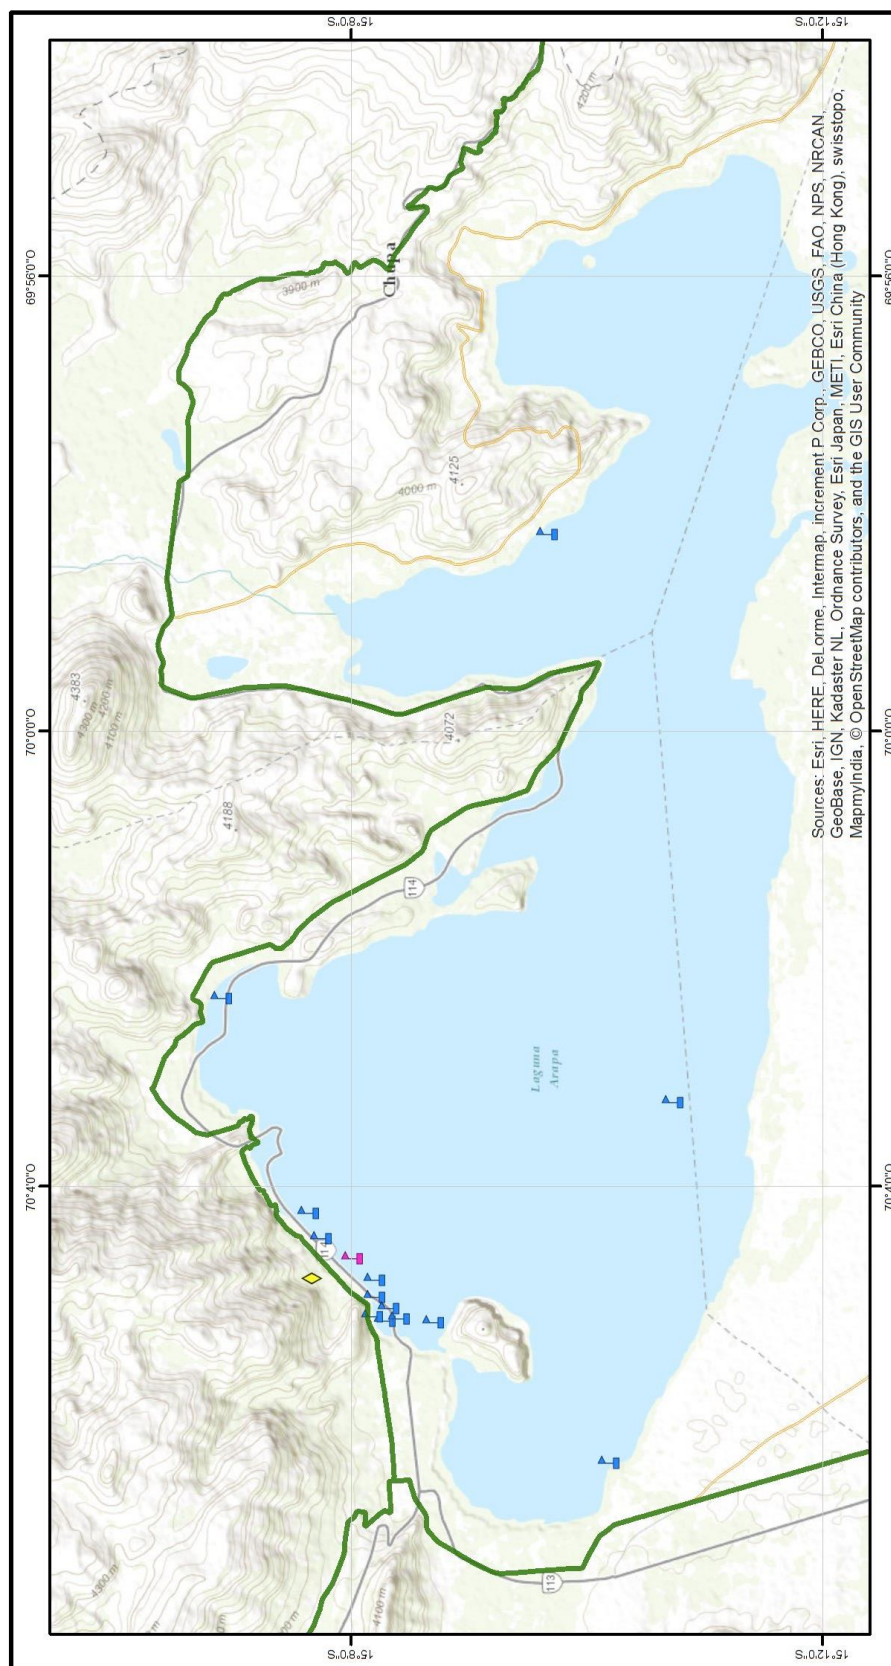 70°4'0"O
70°0'0"O
69°56'0"O
15°8'0"S
15°8'0"S
4383
4300 m
4200 m
4100 m
4300 m
4188
3900 m
4100 m
114
Chupa
4072
4000 m
4125
113
Laguna
Arapa
4200 m
15°12'0"S
15°12'0"S
Sources: Esri, HERE, DeLorme, Intermap, increment P Corp., GEBCO, USGS, FAO, NPS, NRCAN,
GeoBase, IGN, Kadaster NL, Ordnance Survey, Esri Japan, METI, Esri China (Hong Kong), swisstopo,
MapmyIndia, © OpenStreetMap contributors, and the GIS User Community
70°4'0"O
70°0'0"O
69°56'0"O